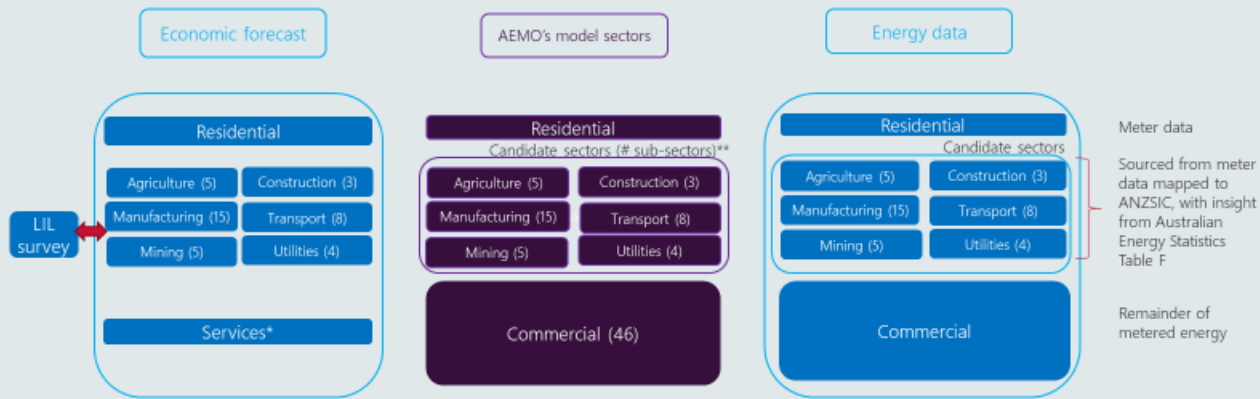 Economic forecast
AEMO's model sectors
Energy data
Residential
Agriculture (5)
Construction (3)
Manufacturing (15)
Transport (8)
Mining (5)
Utilities (4)
Services*
LIL
survey
Residential
Candidate sectors (# sub-sectors)**
Agriculture (5)
Construction (3)
Manufacturing (15)
Transport (8)
Mining (5)
Utilities (4)
Commercial (46)
Residential
Candidate sectors
Agriculture (5)
Construction (3)
Manufacturing (15)
Transport (8)
Mining (5)
Utilities (4)
Commercial
Meter data
Sourced from meter
data mapped to
ANZSIC, with insight
from Australian
Energy Statistics
Table F
Remainder of
metered energy